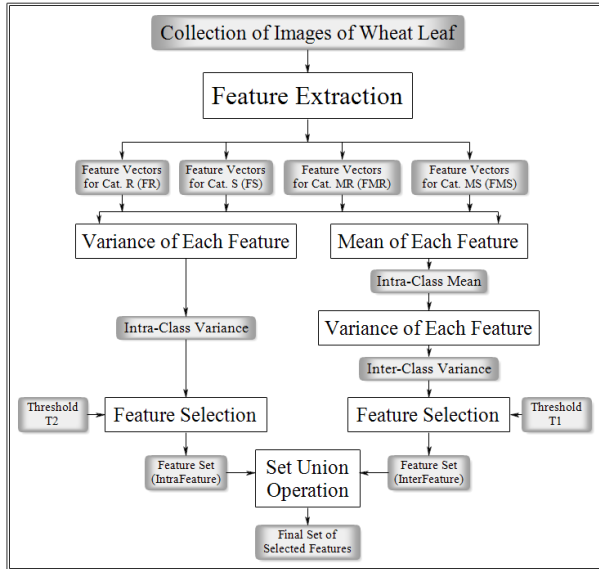 Collection of Images of Wheat Leaf
Feature Extraction
Feature Vectors
for Cat. R (FR)
Feature Vectors
for Cat. S (FS)
Feature Vectors
for Cat. MR (FMR)
Feature Vectors
for Cat. MS (FMS)
Variance of Each Feature
Mean of Each Feature
Intra-Class Mean
Intra-Class Variance
Variance of Each Feature
Inter-Class Variance
Threshold
T2
Feature Selection
Feature Selection
Threshold
T1
Feature Set
(IntraFeature)
Set Union
Operation
Feature Set
(InterFeature)
Final Set of
Selected Features